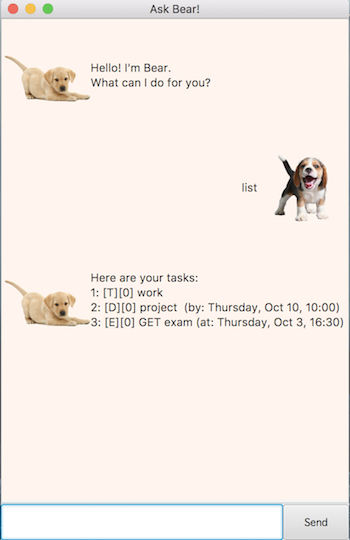 Ask Bear!
Hello! I'm Bear.
What can I do for you?
list
Here are your tasks:
1: [T][0] work
2: [D][0] project  (by: Thursday, Oct 10, 10:00)
3: [E][0] GET exam (at: Thursday, Oct 3, 16:30)
Send